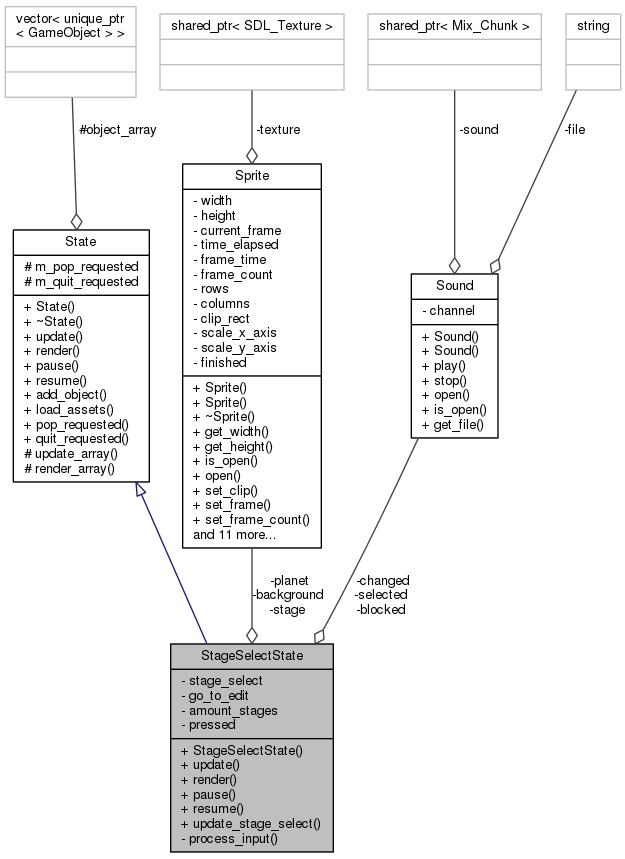 vector< unique_ptr
< GameObject > >
shared_ptr< SDL_Texture >
shared_ptr< Mix_Chunk >
string
#object_array
-texture
-sound
-file
State
# m_pop_requested
# m_quit_requested
+ State()
+ ~State()
+ update()
+ render()
+ pause()
+ resume()
+ add_object()
+ load_assets()
+ pop_requested()
+ quit_requested()
# update_array()
# render_array()
Sprite
- width
- height
- current_frame
- time_elapsed
- frame_time
- frame_count
- rows
- columns
- clip_rect
- scale_x_axis
- scale_y_axis
- finished
+ Sprite()
+ Sprite()
+ ~Sprite()
+ get_width()
+ get_height()
+ is_open()
+ open()
+ set_clip()
+ set_frame()
+ set_frame_count()
and 11 more...
Sound
- channel
+ Sound()
+ Sound()
+ play()
+ stop()
+ open()
+ is_open()
+ get_file()
-planet
-background
-stage
-changed
-selected
-blocked
StageSelectState
- stage_select
- go_to_edit
- amount_stages
- pressed
+ StageSelectState()
+ update()
+ render()
+ pause()
+ resume()
+ update_stage_select()
- process_input()